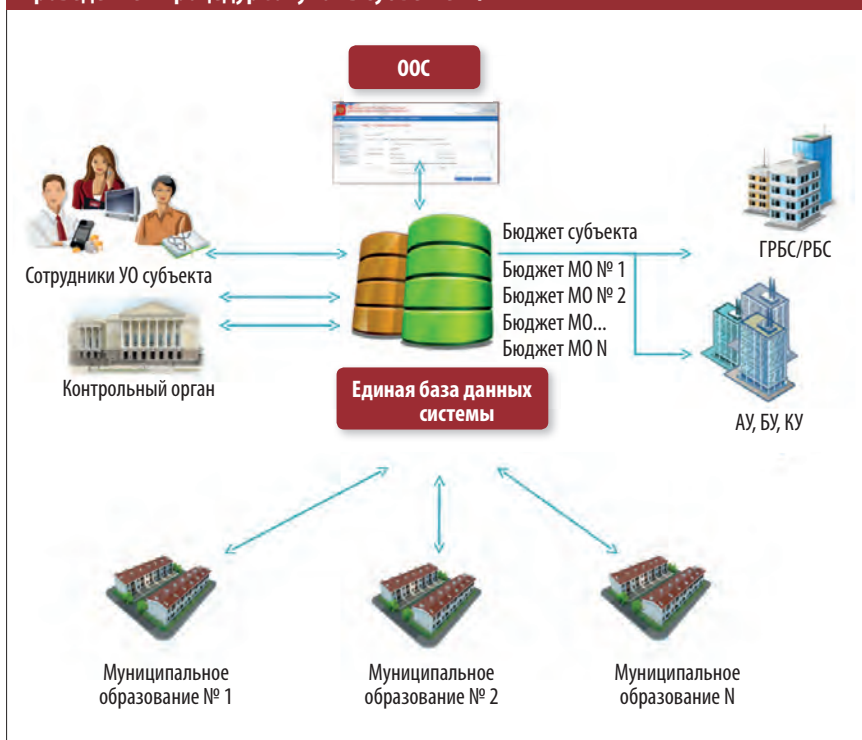 ООС
Бюджет субъекта
ГРБС/РБС
Сотрудники УО субъекта
Бюджет МО № 1
Бюджет МО № 2
Бюджет МО...
Бюджет МО N
Контрольный орган
Единая база данных
системы
АУ, БУ, КУ
Муниципальное
образование № 1
Муниципальное
образование № 2
Муниципальное
образование N